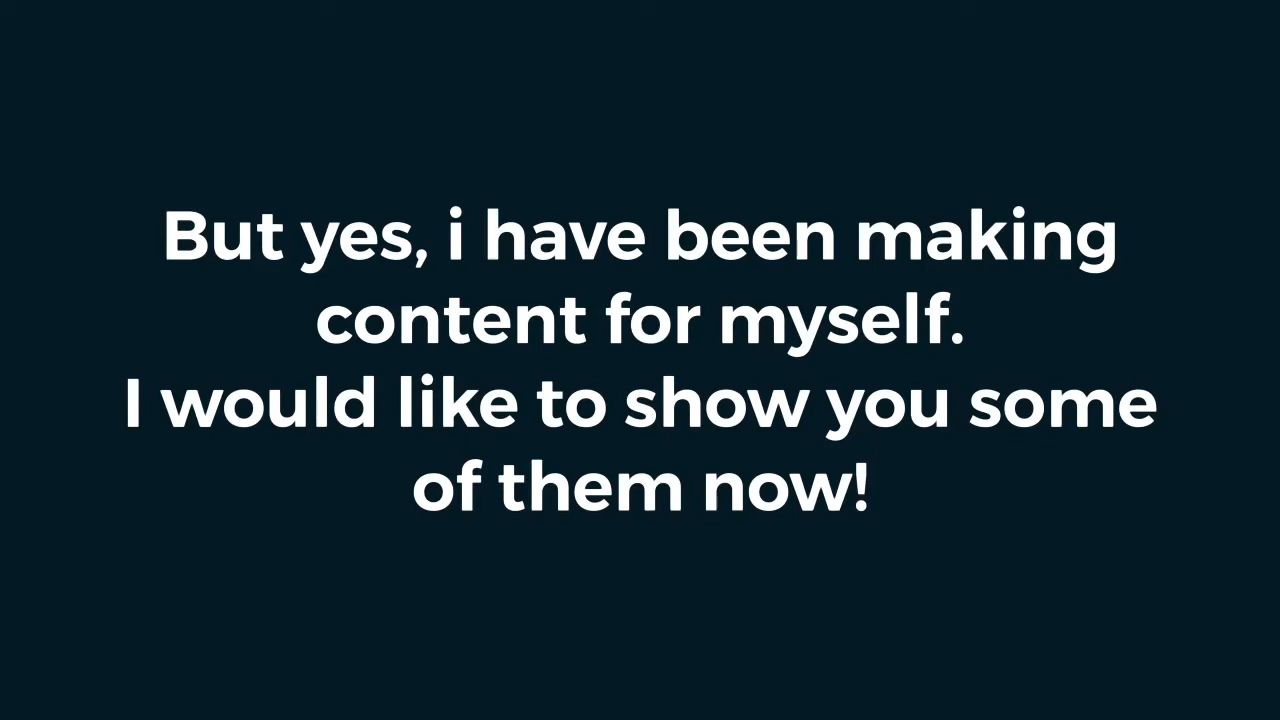 But yes, i have been making
content for myself.
I would like to show you some
of them now!